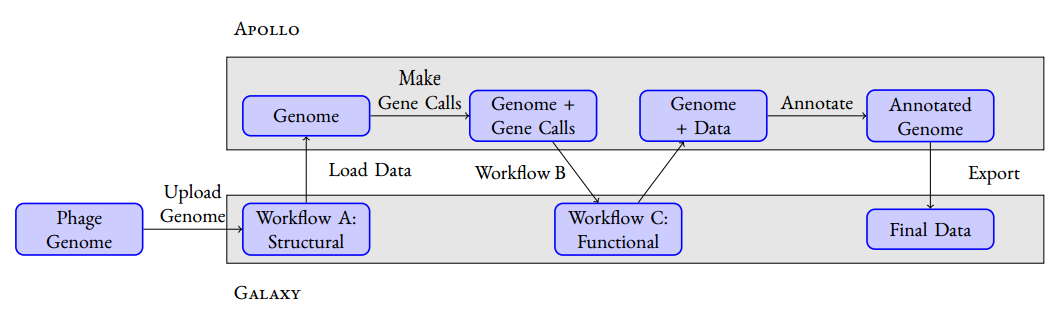 APOLLO
Make
Gene Calls
Genome
Genome +
Gene Calls
Genome
+ Data
Annotate
Annotated
Genome
Load Data
Workflow B
Export
Upload
Genome
Phage
Genome
Workflow A:
Structural
Workflow C:
Functional
Final Data
GALAXY